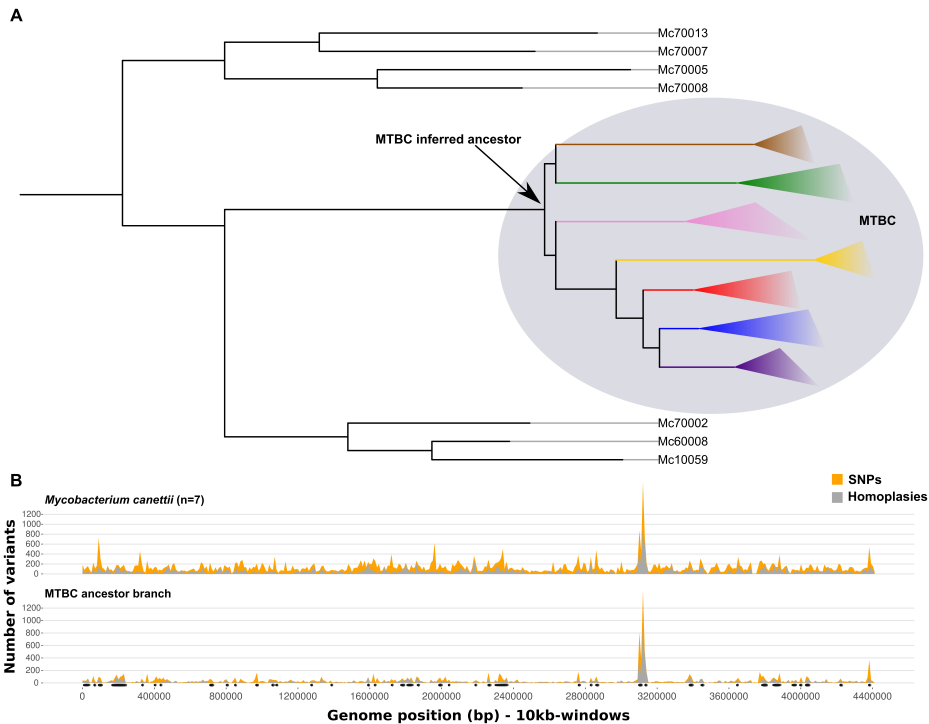 A
Mc70013
Mc70007
Mc70005
Mc70008
MTBC inferred ancestor
MTBC
Mc70002
Mc60008
Mc10059
B
SNPs
Homoplasies
Mycobacterium canettii (n=7)
1200
1000
800
600
400
200
0
MTBC ancestor branch
1200
1000
800
600
400
200
0
Number of variants
0 400000 800000 1200000 1600000 2000000 2400000 2800000 3200000 3600000 4000000 4400000
Genome position (bp) - 10kb-windows